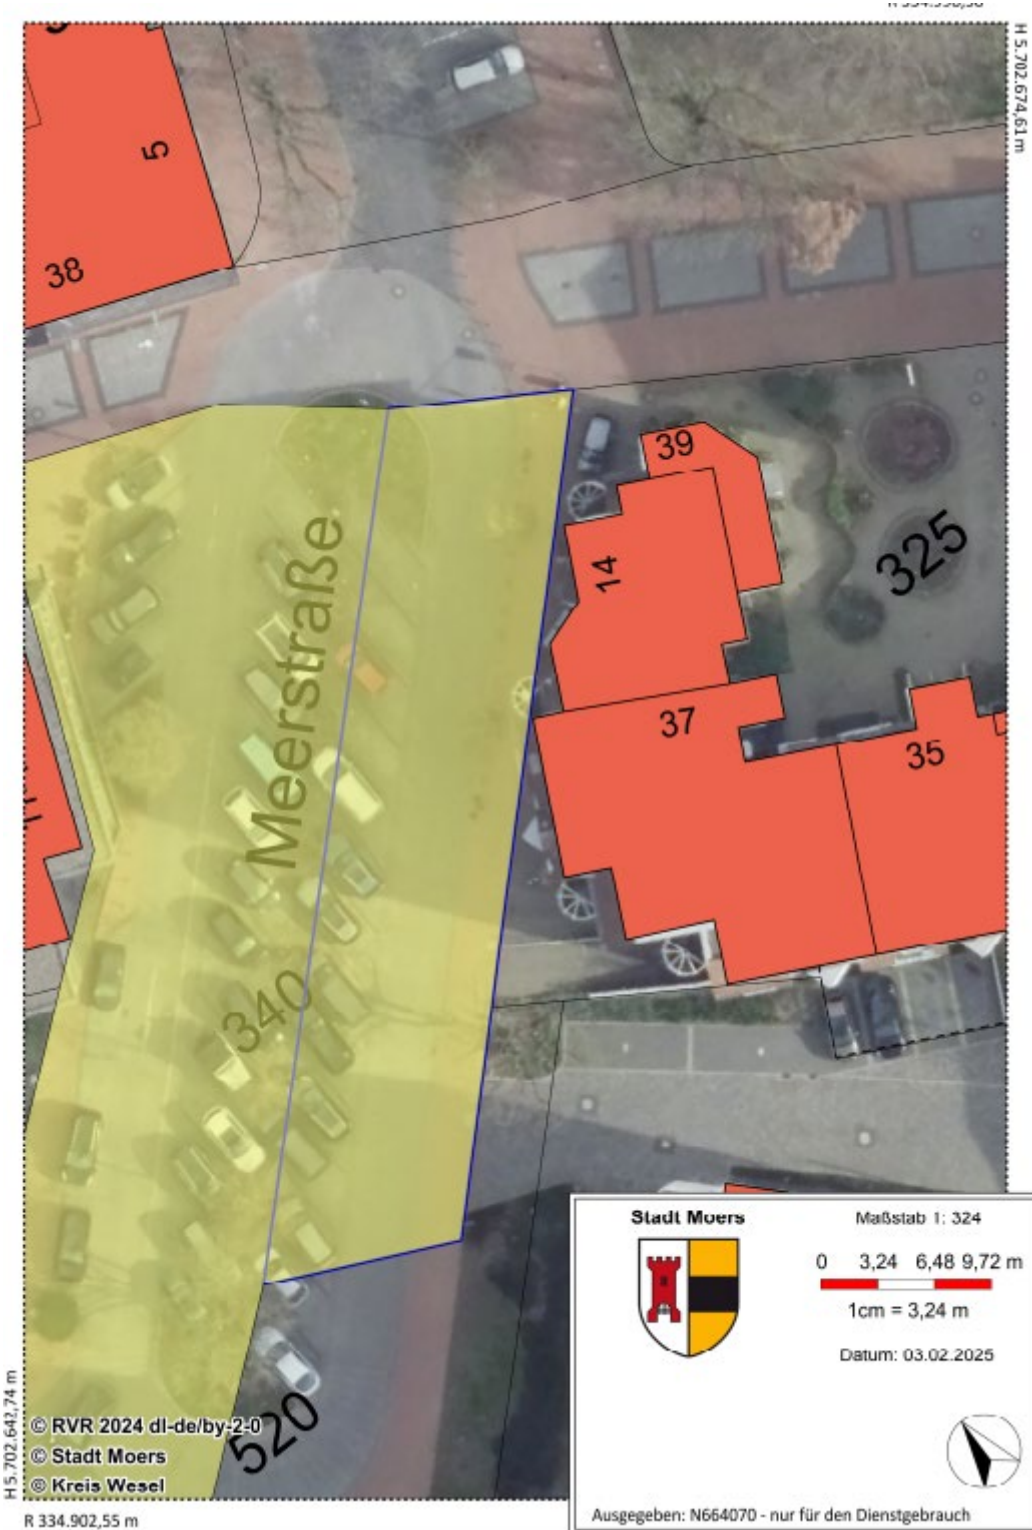 H 5.702.674,61 m
5
38
39
14
325
37
35
Meerstraße
340
520
Stadt Moers
Maßstab 1: 324
0 3,24 6,48 9,72 m
1cm = 3,24 m
Datum: 03.02.2025
H 5.702.642,74 m
© RVR 2024 dl-de/by-2-0
© Stadt Moers
© Kreis Wesel
Ausgegeben: N664070 - nur für den Dienstgebrauch
R 334.902,55 m